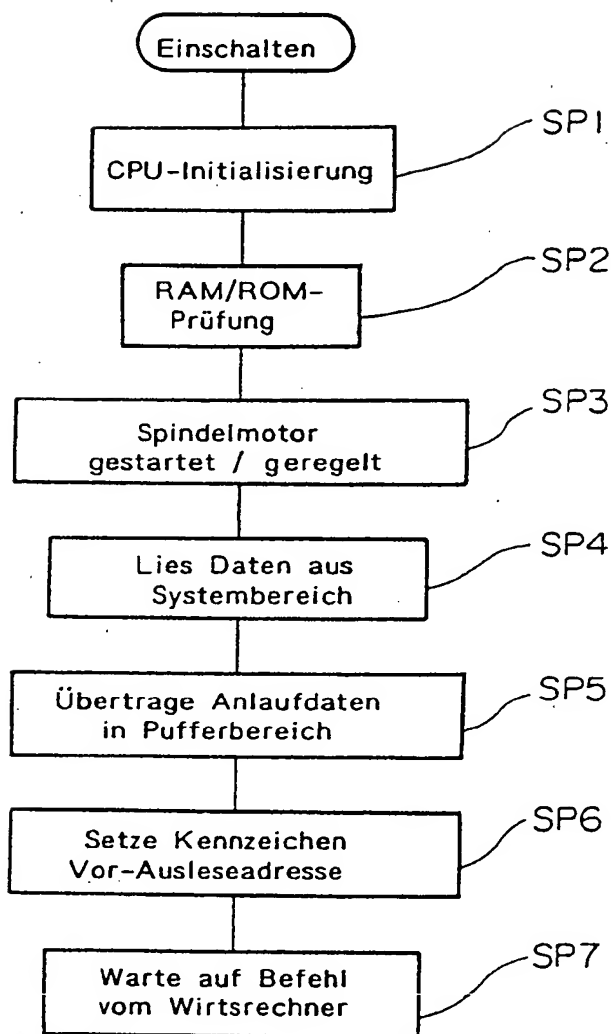 Einschalten
SP1
CPU-Initialisierung
SP2
RAM/ROM-
Prüfung
SP3
Spindelmotor
gestartet / geregelt
SP4
Lies Daten aus
Systembereich
SP5
Übertrage Anlaufdaten
in Pufferbereich
SP6
Setze Kennzeichen
Vor-Ausleseadresse
SP7
Warte auf Befehl
vom Wirtsrechner